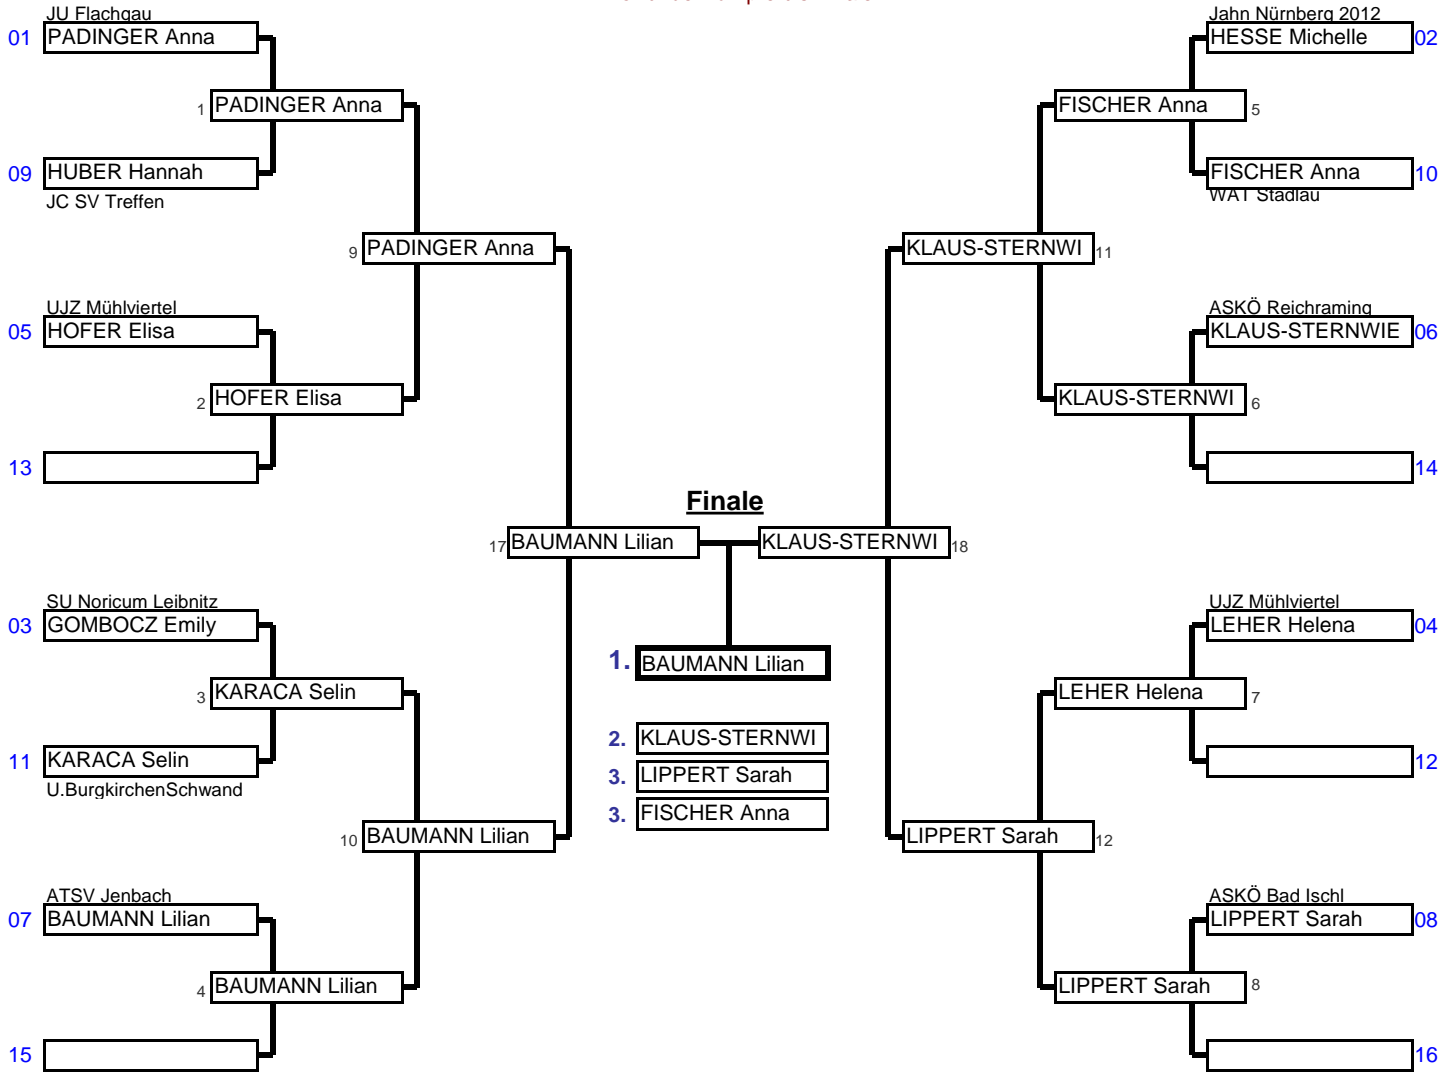 JU Flachgau
01 PADINGER Anna
1 PADINGER Anna
09 HUBER Hannah
JC SV Treffen
9 PADINGER Anna
UJZ Mühlviertel
05 HOFER Elisa
2 HOFER Elisa
13
17 BAUMANN Lilian
SU Noricum Leibnitz
03 GOMBOCZ Emily
3 KARACA Selin
11 KARACA Selin
U.BurgkirchenSchwand
10 BAUMANN Lilian
ATSV Jenbach
07 BAUMANN Lilian
4 BAUMANN Lilian
15
Finale
1. BAUMANN Lilian
2. KLAUS-STERNWI
3. LIPPERT Sarah
3. FISCHER Anna
Jahn Nürnberg 2012
HESSE Michelle 02
FISCHER Anna 5
FISCHER Anna 10
WAT Stadlau
KLAUS-STERNWI 11
ASKÖ Reichraming
KLAUS-STERNWIE 06
KLAUS-STERNWI 6
14
KLAUS-STERNWI 18
UJZ Mühlviertel
LEHER Helena 04
LEHER Helena 7
12
LIPPERT Sarah 12
ASKÖ Bad Ischl
LIPPERT Sarah 08
LIPPERT Sarah 8
16